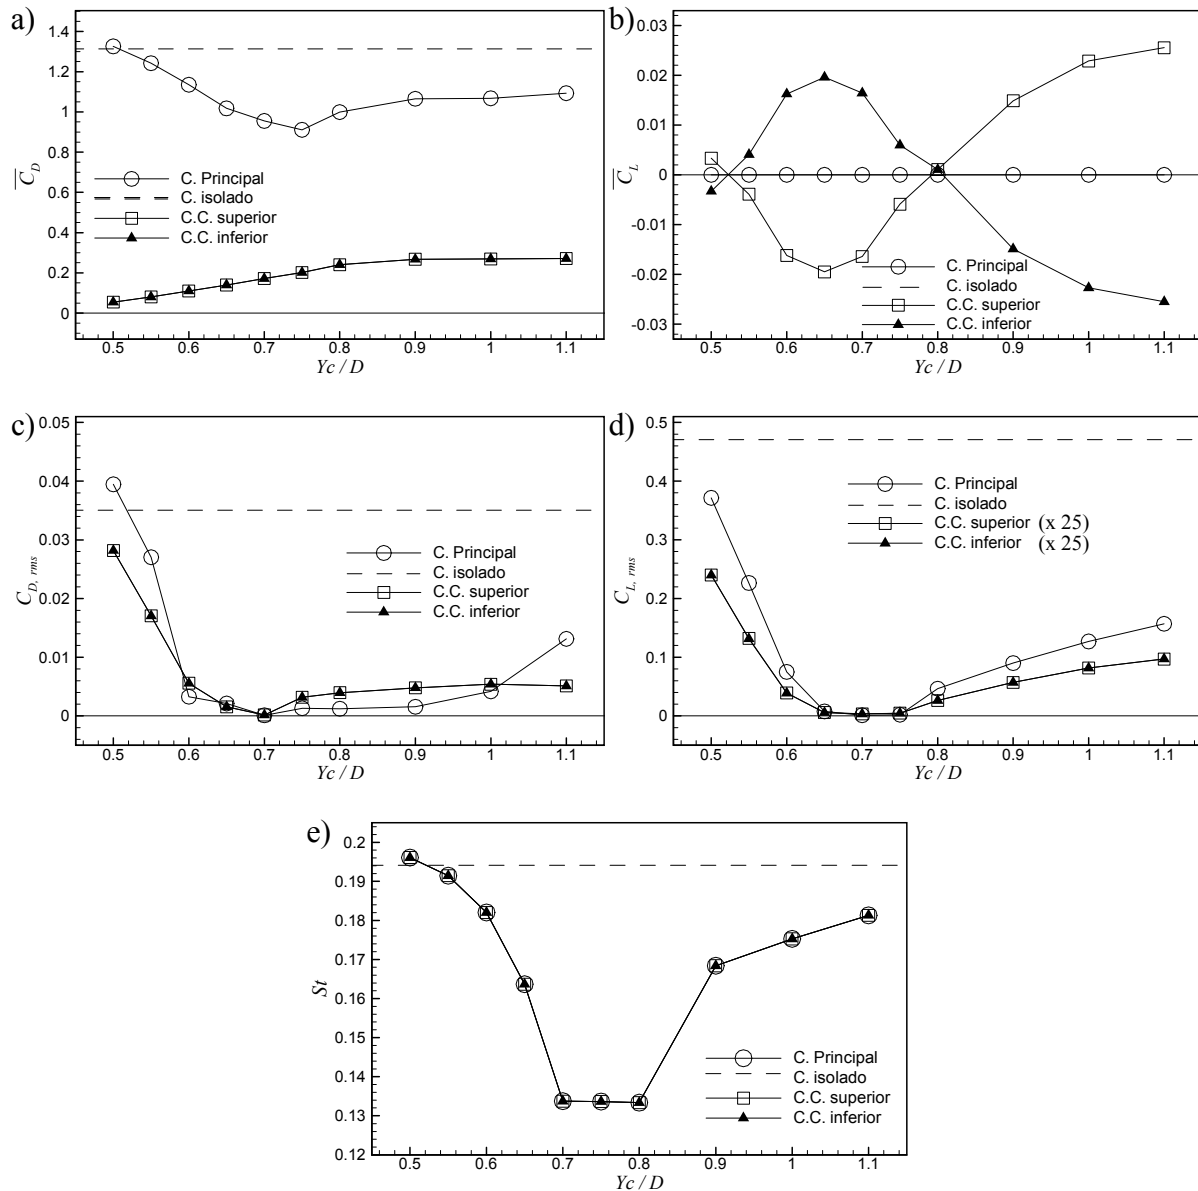 a)
1.4
1.2
1
0.8
0.6
0.4
0.2
0
C_D
C. Principal
C. isolado
C.C. superior
C.C. inferior
0.5 0.6 0.7 0.8 0.9 1 1.1
Yc / D
b)
0.03
0.02
0.01
0
-0.01
-0.02
-0.03
C_L
C. Principal
C. isolado
C.C. superior
C.C. inferior
0.5 0.6 0.7 0.8 0.9 1 1.1
Yc / D
c)
0.05
0.04
0.03
0.02
0.01
0
C_D, rms
C. Principal
C. isolado
C.C. superior
C.C. inferior
0.5 0.6 0.7 0.8 0.9 1 1.1
Yc / D
d)
0.5
0.4
0.3
0.2
0.1
0
C_L, rms
C. Principal
C. isolado
C.C. superior (x 25)
C.C. inferior (x 25)
0.5 0.6 0.7 0.8 0.9 1 1.1
Yc / D
e)
0.2
0.19
0.18
0.17
0.16
0.15
0.14
0.13
0.12
St
C. Principal
C. isolado
C.C. superior
C.C. inferior
0.5 0.6 0.7 0.8 0.9 1 1.1
Yc / D